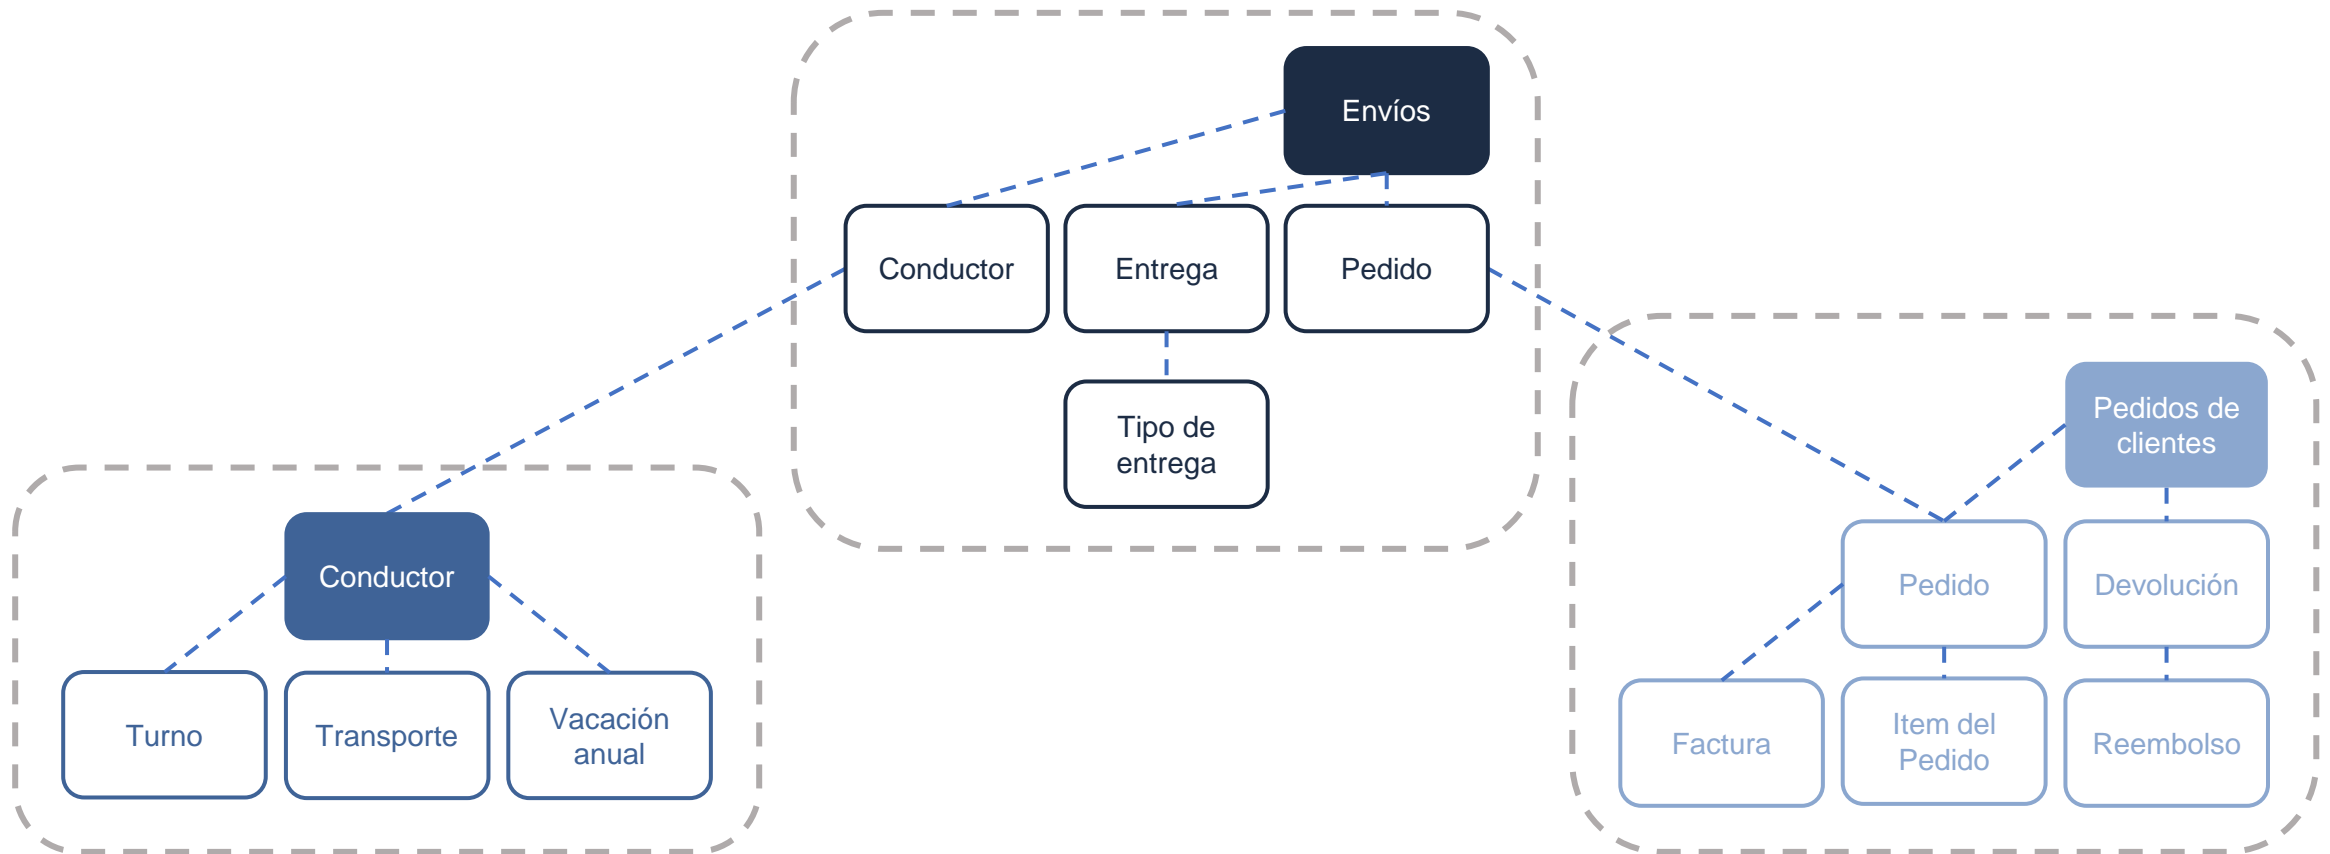 Envíos
Conductor
Entrega
Pedido
Tipo de
entrega
Conductor
Turno
Transporte
Vacación
anual
Pedidos de
clientes
Pedido
Devolución
Factura
Item del
Pedido
Reembolso